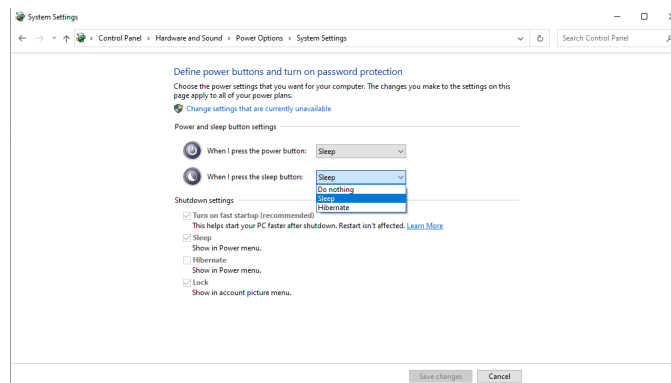 System Settings
Control Panel > Hardware and Sound > Power Options > System Settings
Search Control Panel
Define power buttons and turn on password protection
Choose the power settings that you want for your computer. The changes you make to the settings on this
page apply to all of your power plans.
Change settings that are currently unavailable
Power and sleep button settings
When I press the power button: Sleep
When I press the sleep button: Sleep
Do nothing
Sleep
Hibernate
Shutdown settings
Turn on fast startup (recommended)
This helps start your PC faster after shutdown. Restart isn't affected. Learn More
Sleep
Show in Power menu.
Hibernate
Show in Power menu.
Lock
Show in account picture menu.
Save changes Cancel